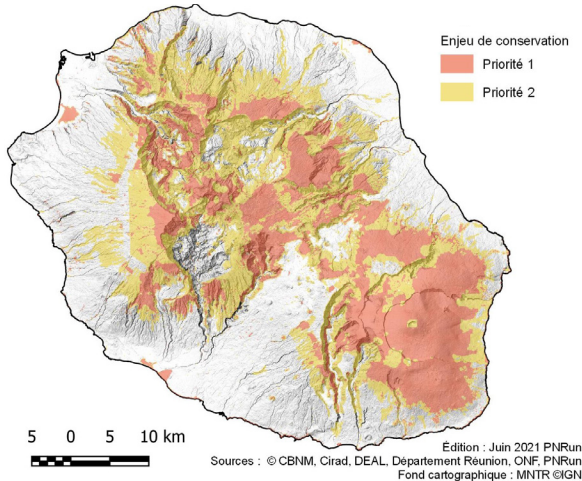 Enjeu de conservation
Priorité 1
Priorité 2
5 0 5 10 km
Édition : Juin 2021 PNRun
Sources : © CBNM, Cirad, DEAL, Département Réunion, ONF, PNRun
Fond cartographique : MNTR ©IGN